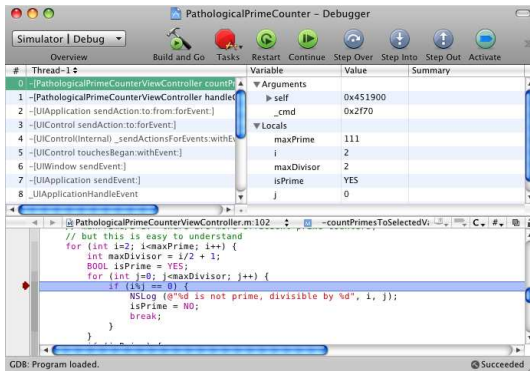 PathologicalPrimeCounter – Debugger
Simulator | Debug
Overview Build and Go Tasks Restart Continue Step Over Step Into Step Out Activate
# Thread-1 Variable Value Summary
0 -[PathologicalPrimeCounterViewController countPr
1 -[PathologicalPrimeCounterViewController handleC
2 -[UIApplication sendAction:to:from:forEvent:]
3 -[UIControl sendAction:to:forEvent:]
4 -[UIControl(Internal) _sendActionsForEvents:withEv
5 -[UIControl touchesBegan:withEvent:]
6 -[UIWindow sendEvent:]
7 -[UIApplication sendEvent:]
8 _UIApplicationHandleEvent
Arguments
self 0x451900
_cmd 0x2f70
Locals
maxPrime 111
i 2
maxDivisor 2
isPrime YES
j 0
PathologicalPrimeCounterViewController.m:102 -countPrimesToSelectedVa C #
// but this is easy to understand
for (int i=2; i<maxPrime; i++) {
int maxDivisor = i/2 + 1;
BOOL isPrime = YES;
for (int j=0; j<maxDivisor; j++) {
if (i%j == 0) {
NSLog (@"%d is not prime, divisible by %d", i, j);
isPrime = NO;
break;
}
}
GDB: Program loaded. Succeeded